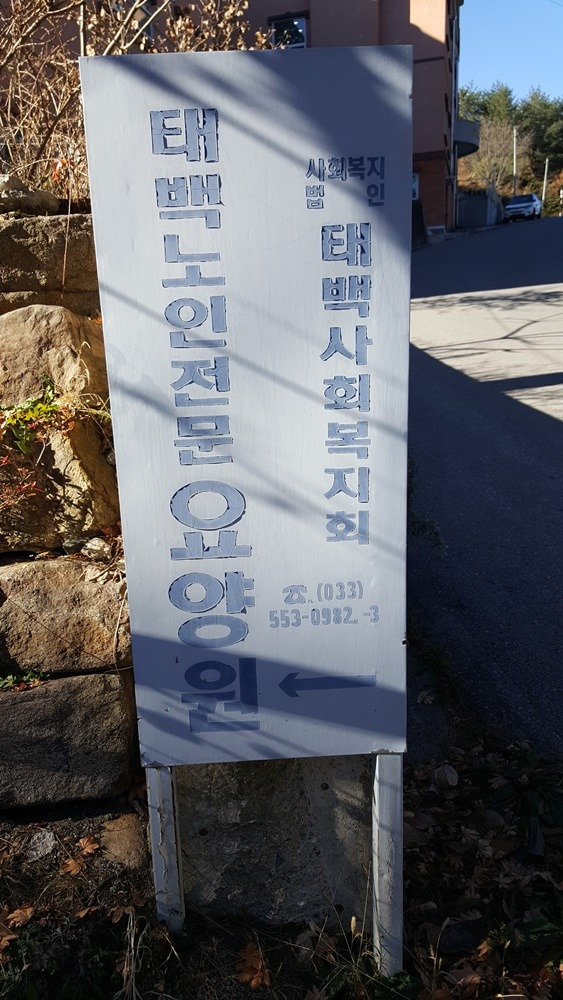 사회복지
법인
태백사회복지회
태백노인전문요양원
☎.(033)
553-0982.-3